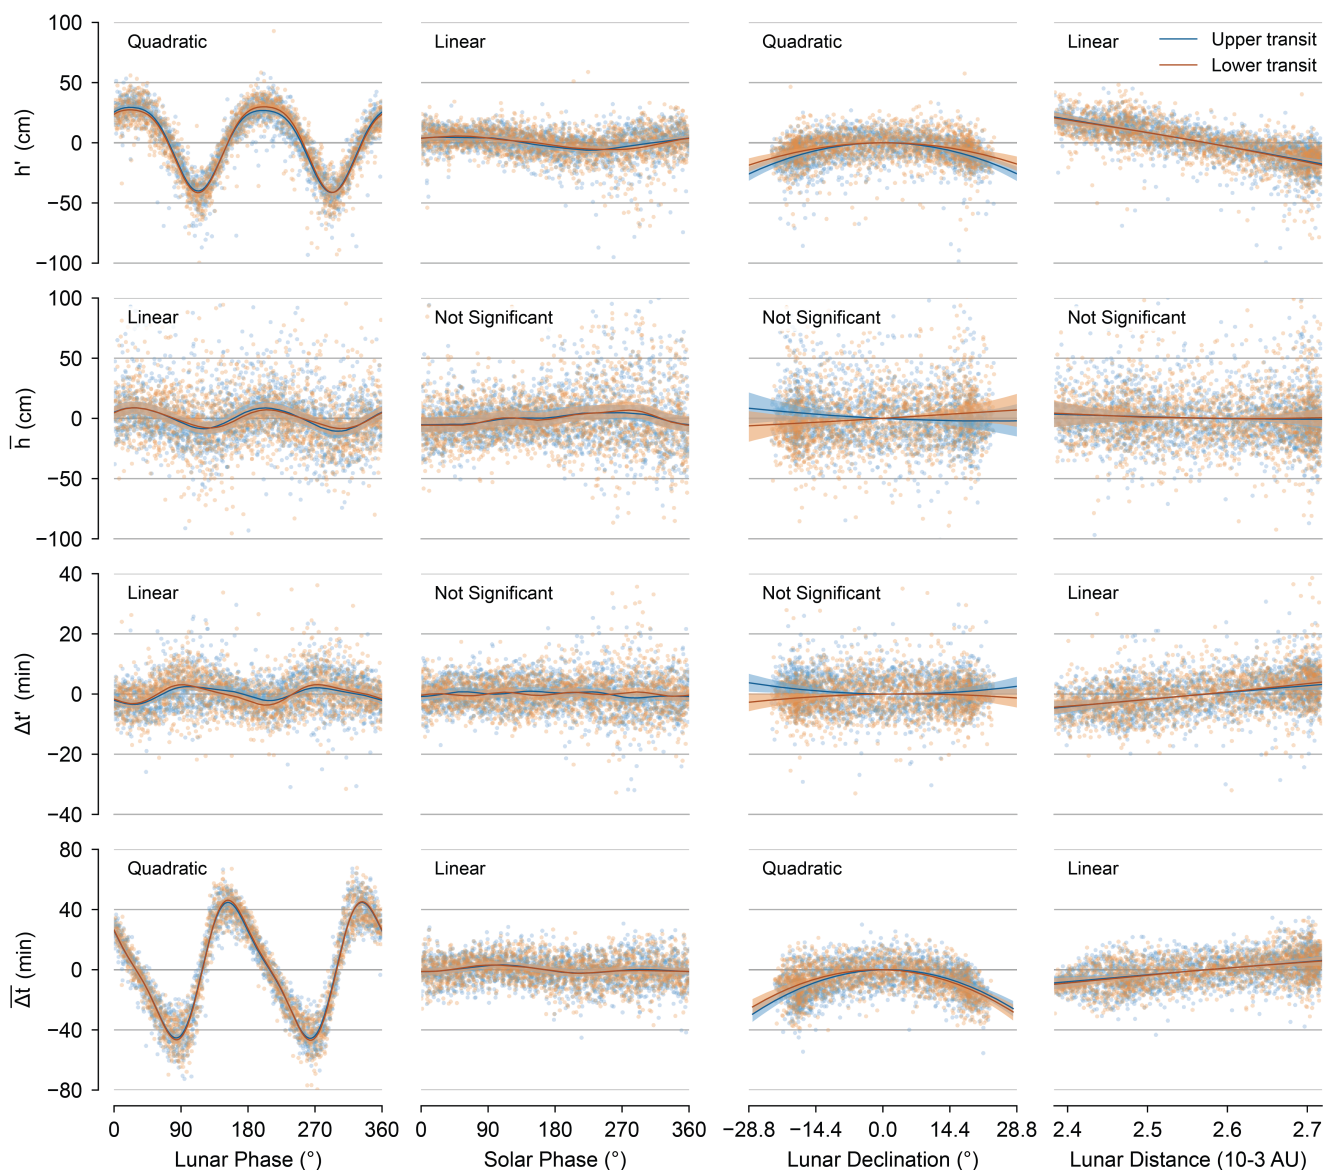 100
50
0
−50
−100
h' (cm)
Quadratic
Linear
Quadratic
Linear
Upper transit
Lower transit
100
50
0
−50
−100
h (cm)
Linear
Not Significant
Not Significant
Not Significant
40
20
0
−20
−40
Δt' (min)
Linear
Not Significant
Not Significant
Linear
80
40
0
−40
−80
Δt (min)
Quadratic
Linear
Quadratic
Linear
0 90 180 270 360
0 90 180 270 360
−28.8 −14.4 0.0 14.4 28.8
2.4 2.5 2.6 2.7
Lunar Phase (°)
Solar Phase (°)
Lunar Declination (°)
Lunar Distance (10-3 AU)